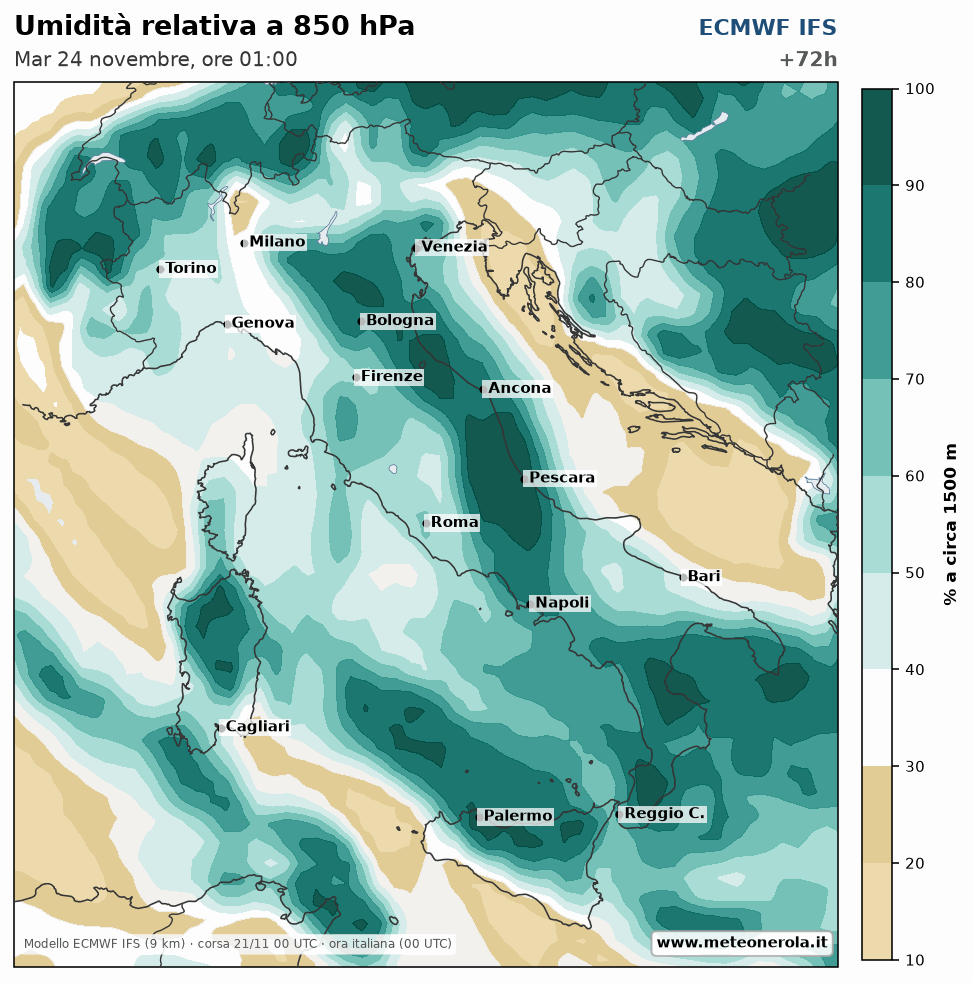 Umidità relativa a 850 hPa
ECMWF IFS
Mar 24 novembre, ore 01:00
+72h
100
90
80
70
60
50
40
30
20
10
% a circa 1500 m
Milano
Venezia
Torino
Genova
Bologna
Firenze
Ancona
Pescara
Roma
Bari
Napoli
Cagliari
Palermo
Reggio C.
Modello ECMWF IFS (9 km) · corsa 21/11 00 UTC · ora italiana (00 UTC)
www.meteonerola.it